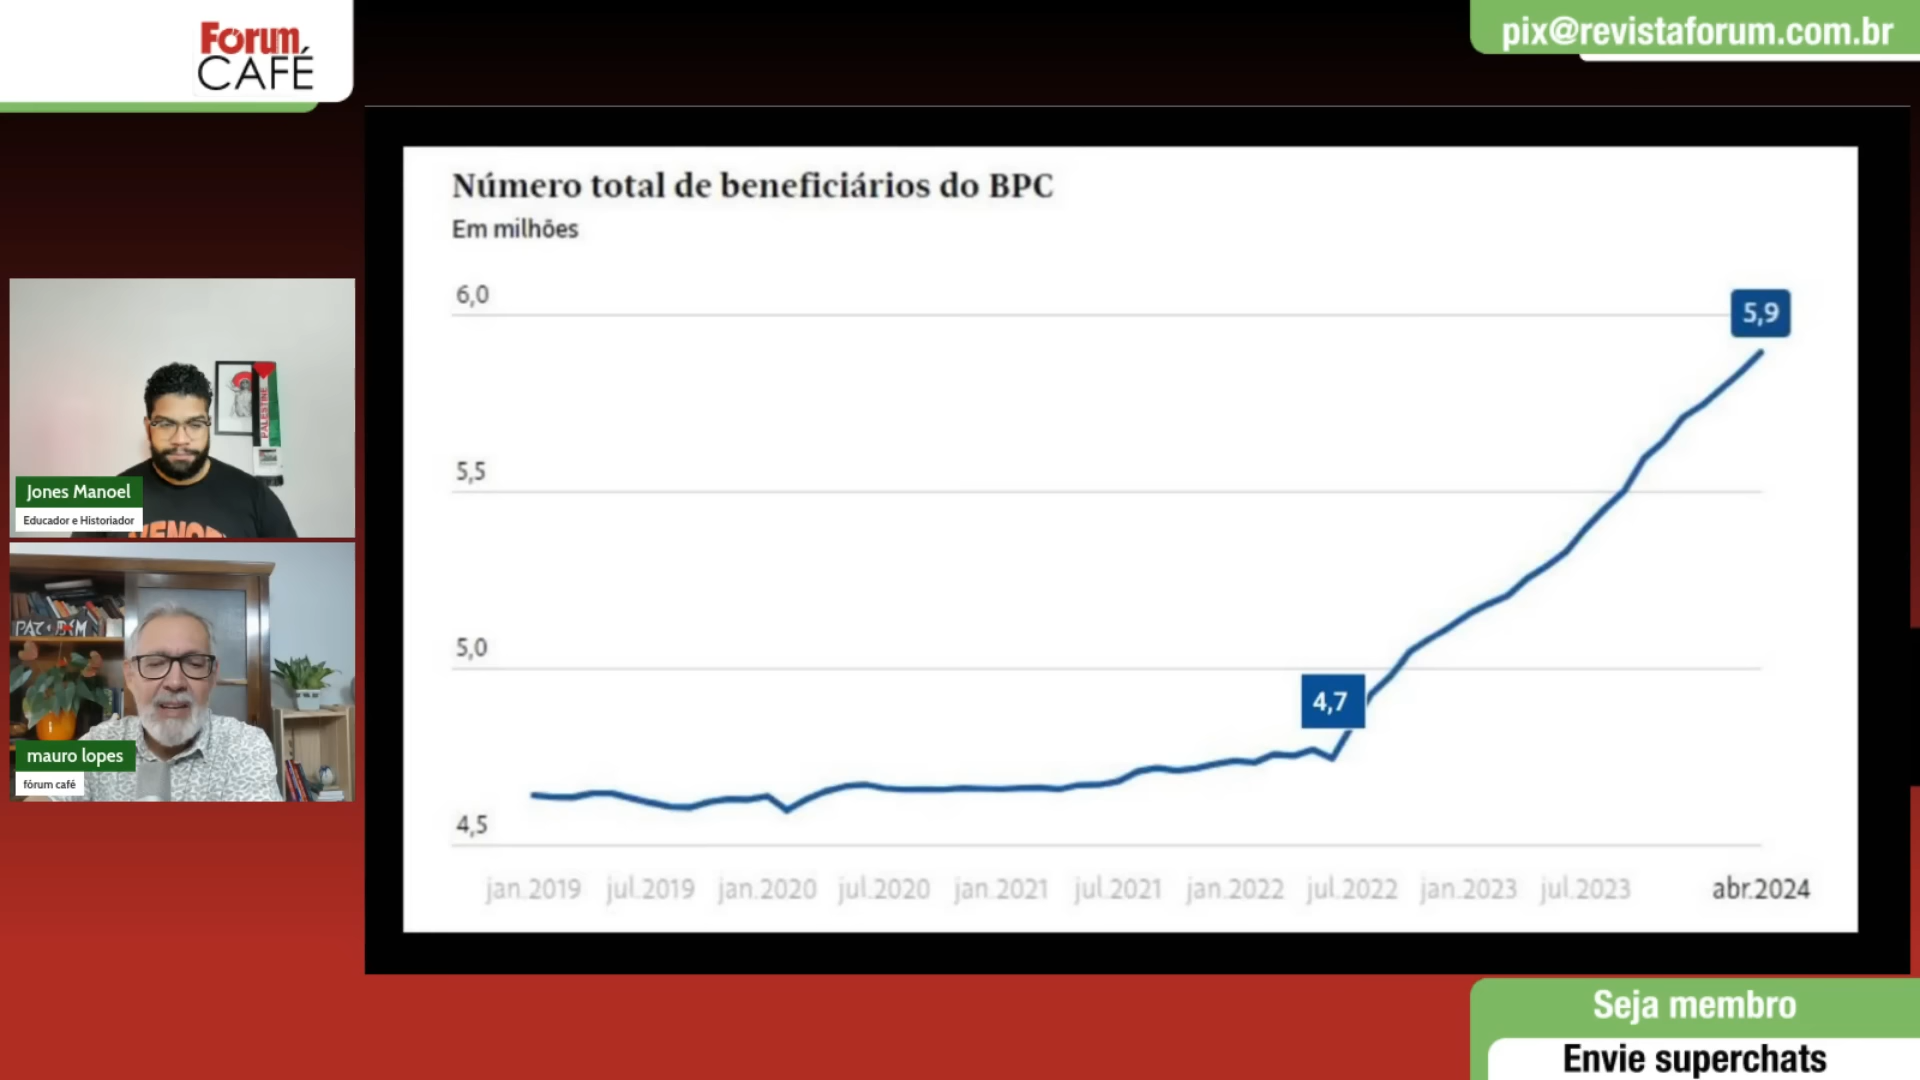 Fórum
CAFÉ
pix@revistaforum.com.br
Número total de beneficiários do BPC
Em milhões
6,0
5,9
5,5
5,0
4,7
4,5
jan.2019 jul.2019 jan.2020 jul.2020 jan.2021 jul.2021 jan.2022 jul.2022 jan.2023 jul.2023 abr.2024
PALESTINE
Jones Manoel
Educador e Historiador
mauro lopes
fórum café
Seja membro
Envie superchats